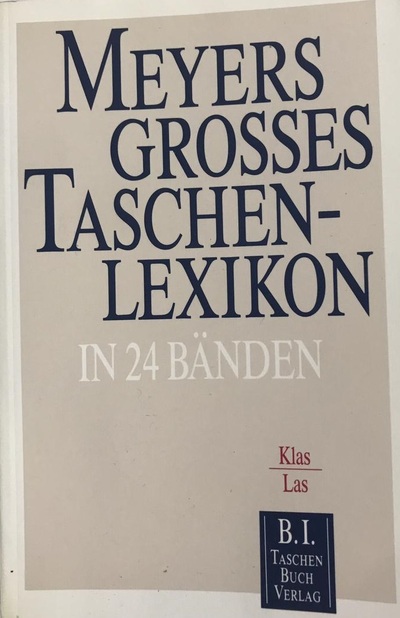 MEYERS
GROSSES
TASCHEN-
LEXIKON
IN 24 BÄNDEN
Klas
Las
B.I.
TASCHEN
BUCH
VERLAG